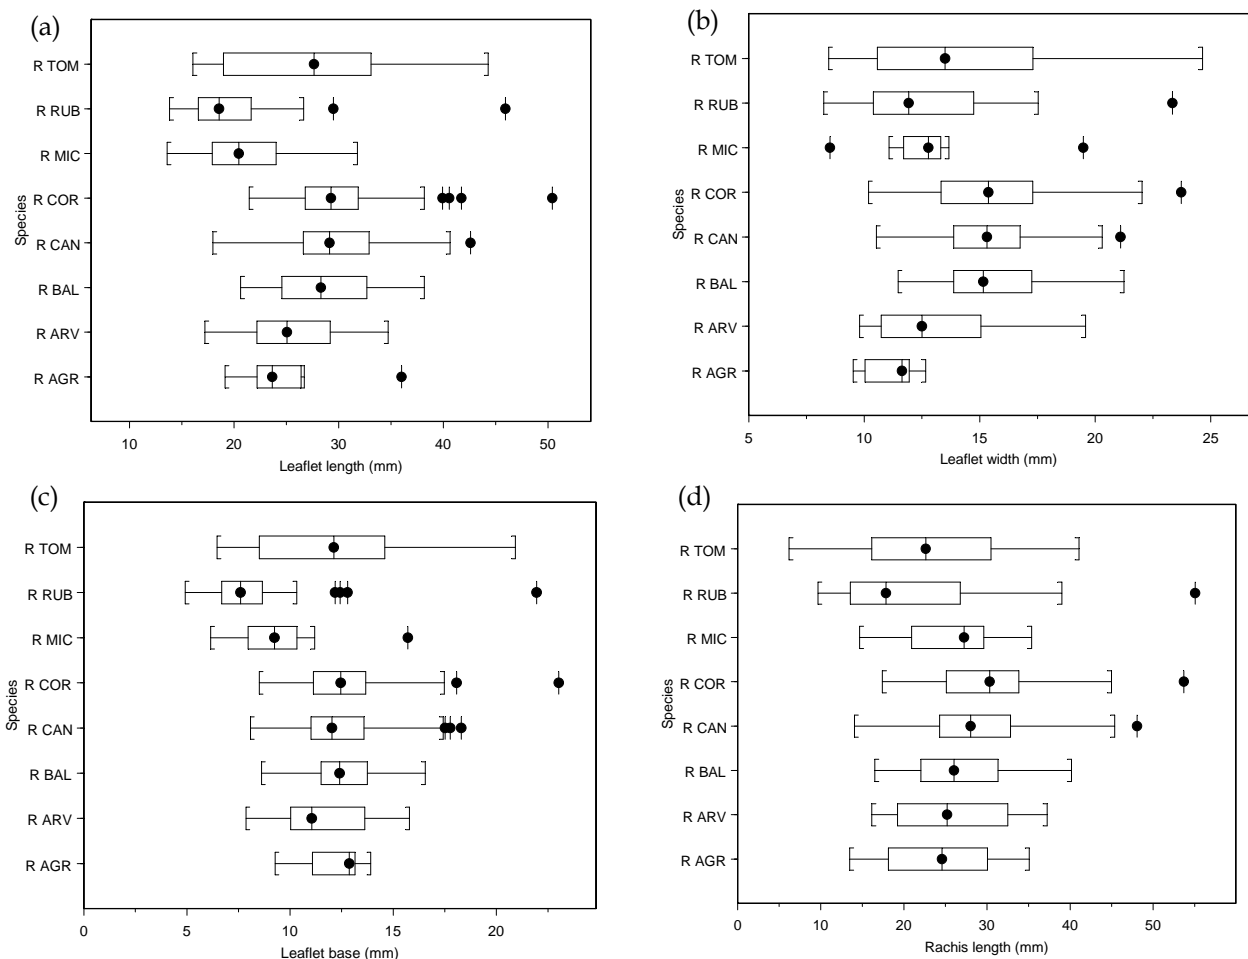 (a)
R TOM
R RUB
R MIC
R COR
R CAN
R BAL
R ARV
R AGR
Species
10 20 30 40 50
Leaflet length (mm)
(b)
R TOM
R RUB
R MIC
R COR
R CAN
R BAL
R ARV
R AGR
Species
5 10 15 20 25
Leaflet width (mm)
(c)
R TOM
R RUB
R MIC
R COR
R CAN
R BAL
R ARV
R AGR
Species
0 5 10 15 20
Leaflet base (mm)
(d)
R TOM
R RUB
R MIC
R COR
R CAN
R BAL
R ARV
R AGR
Species
0 10 20 30 40 50
Rachis length (mm)